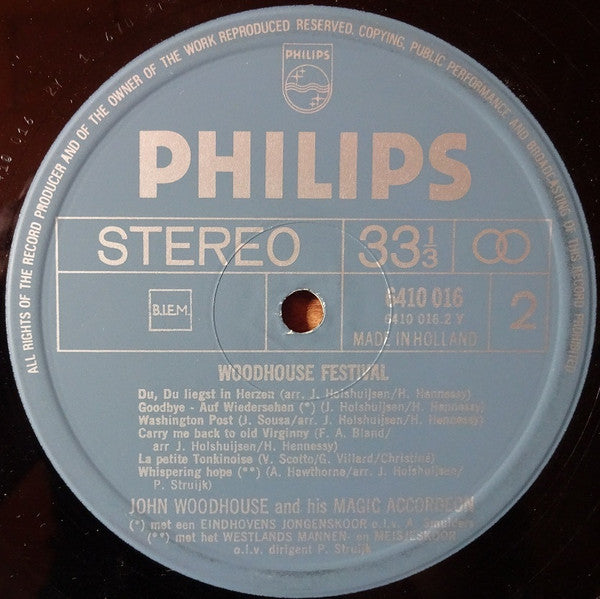 ALL RIGHTS OF THE RECORD PRODUCER AND OF THE OWNER OF THE WORK REPRODUCED RESERVED. COPYING, PUBLIC PERFORMANCE AND BROADCASTING OF THIS RECORD PROHIBITED
PHILIPS
PHILIPS
STEREO 33 1/3
B.I.E.M. 6410 016 2
6410 016.2 Y
MADE IN HOLLAND
WOODHOUSE FESTIVAL
Du, Du liegst in Herzen (arr. J. Holshuijsen/H. Hennessy)
Goodbye - Auf Wiedersehen (*) (J. Holshuijsen/H. Hennessy)
Washington Post (J. Sousa/arr. J. Holshuijsen/H. Hennessy)
Carry me back to old Virginny (F. A. Bland/
arr J. Holshuijsen/H. Hennessy)
La petite Tonkinoise (V. Scotto/G. Villard/Christiné)
Whispering hope (**) (A. Hawthorne/arr. J. Holshuijsen/
P. Struijk)
JOHN WOODHOUSE and his MAGIC ACCORDEON
(*) met een EINDHOVENS JONGENSKOOR o.l.v. A. Smulders
(**) met het WESTLANDS MANNEN- en MEISJESKOOR
o.l.v. dirigent P. Struijk